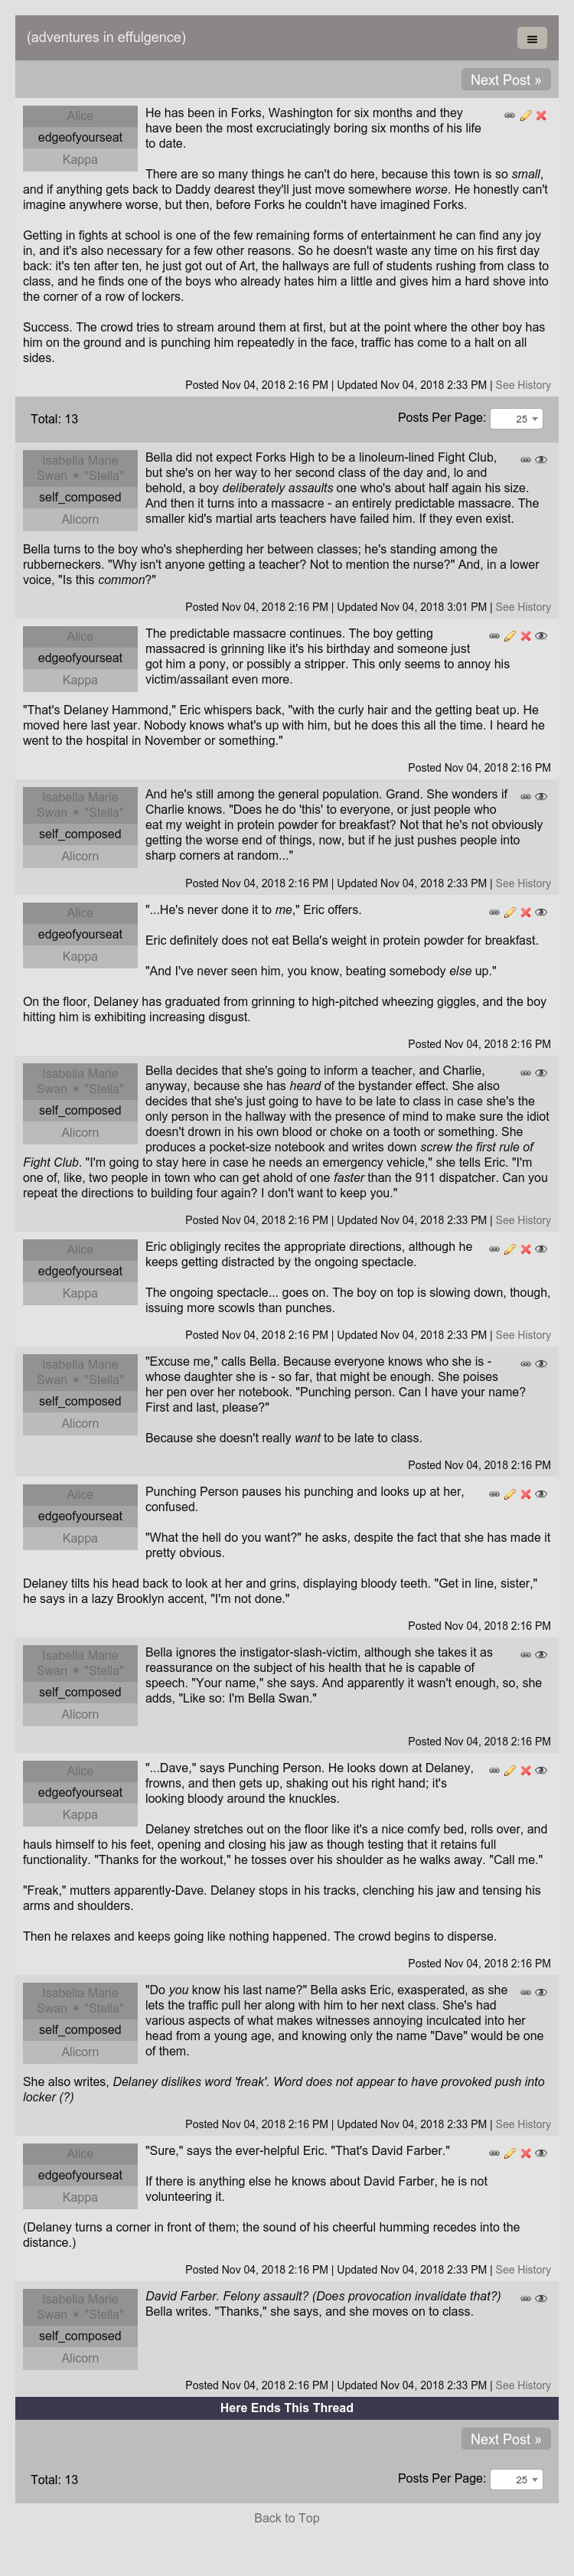 (adventures in effulgence)
Next Post »
Alice
edgeofyourseat
Kappa
He has been in Forks, Washington for six months and they
have been the most excruciatingly boring six months of his life
to date.
There are so many things he can't do here, because this town is so small,
and if anything gets back to Daddy dearest they'll just move somewhere worse. He honestly can't
imagine anywhere worse, but then, before Forks he couldn't have imagined Forks.
Getting in fights at school is one of the few remaining forms of entertainment he can find any joy
in, and it's also necessary for a few other reasons. So he doesn't waste any time on his first day
back: it's ten after ten, he just got out of Art, the hallways are full of students rushing from class to
class, and he finds one of the boys who already hates him a little and gives him a hard shove into
the corner of a row of lockers.
Success. The crowd tries to stream around them at first, but at the point where the other boy has
him on the ground and is punching him repeatedly in the face, traffic has come to a halt on all
sides.
Posted Nov 04, 2018 2:16 PM | Updated Nov 04, 2018 2:33 PM | See History
Total: 13
Posts Per Page: 25
Isabella Marie
Swan ✴ "Stella"
self_composed
Alicorn
Bella did not expect Forks High to be a linoleum-lined Fight Club,
but she's on her way to her second class of the day and, lo and
behold, a boy deliberately assaults one who's about half again his size.
And then it turns into a massacre - an entirely predictable massacre. The
smaller kid's martial arts teachers have failed him. If they even exist.
Bella turns to the boy who's shepherding her between classes; he's standing among the
rubberneckers. "Why isn't anyone getting a teacher? Not to mention the nurse?" And, in a lower
voice, "Is this common?"
Posted Nov 04, 2018 2:16 PM | Updated Nov 04, 2018 3:01 PM | See History
Alice
edgeofyourseat
Kappa
The predictable massacre continues. The boy getting
massacred is grinning like it's his birthday and someone just
got him a pony, or possibly a stripper. This only seems to annoy his
victim/assailant even more.
"That's Delaney Hammond," Eric whispers back, "with the curly hair and the getting beat up. He
moved here last year. Nobody knows what's up with him, but he does this all the time. I heard he
went to the hospital in November or something."
Posted Nov 04, 2018 2:16 PM
Isabella Marie
Swan ✴ "Stella"
self_composed
Alicorn
And he's still among the general population. Grand. She wonders if
Charlie knows. "Does he do 'this' to everyone, or just people who
eat my weight in protein powder for breakfast? Not that he's not obviously
getting the worse end of things, now, but if he just pushes people into
sharp corners at random..."
Posted Nov 04, 2018 2:16 PM | Updated Nov 04, 2018 2:33 PM | See History
Alice
edgeofyourseat
Kappa
"...He's never done it to me," Eric offers.
Eric definitely does not eat Bella's weight in protein powder for breakfast.
"And I've never seen him, you know, beating somebody else up."
On the floor, Delaney has graduated from grinning to high-pitched wheezing giggles, and the boy
hitting him is exhibiting increasing disgust.
Posted Nov 04, 2018 2:16 PM
Isabella Marie
Swan ✴ "Stella"
self_composed
Alicorn
Bella decides that she's going to inform a teacher, and Charlie,
anyway, because she has heard of the bystander effect. She also
decides that she's just going to have to be late to class in case she's the
only person in the hallway with the presence of mind to make sure the idiot
doesn't drown in his own blood or choke on a tooth or something. She
produces a pocket-size notebook and writes down screw the first rule of
Fight Club. "I'm going to stay here in case he needs an emergency vehicle," she tells Eric. "I'm
one of, like, two people in town who can get ahold of one faster than the 911 dispatcher. Can you
repeat the directions to building four again? I don't want to keep you."
Posted Nov 04, 2018 2:16 PM | Updated Nov 04, 2018 2:33 PM | See History
Alice
edgeofyourseat
Kappa
Eric obligingly recites the appropriate directions, although he
keeps getting distracted by the ongoing spectacle.
The ongoing spectacle... goes on. The boy on top is slowing down, though,
issuing more scowls than punches.
Posted Nov 04, 2018 2:16 PM | Updated Nov 04, 2018 2:33 PM | See History
Isabella Marie
Swan ✴ "Stella"
self_composed
Alicorn
"Excuse me," calls Bella. Because everyone knows who she is -
whose daughter she is - so far, that might be enough. She poises
her pen over her notebook. "Punching person. Can I have your name?
First and last, please?"
Because she doesn't really want to be late to class.
Posted Nov 04, 2018 2:16 PM
Alice
edgeofyourseat
Kappa
Punching Person pauses his punching and looks up at her,
confused.
"What the hell do you want?" he asks, despite the fact that she has made it
pretty obvious.
Delaney tilts his head back to look at her and grins, displaying bloody teeth. "Get in line, sister,"
he says in a lazy Brooklyn accent, "I'm not done."
Posted Nov 04, 2018 2:16 PM
Isabella Marie
Swan ✴ "Stella"
self_composed
Alicorn
Bella ignores the instigator-slash-victim, although she takes it as
reassurance on the subject of his health that he is capable of
speech. "Your name," she says. And apparently it wasn't enough, so, she
adds, "Like so: I'm Bella Swan."
Posted Nov 04, 2018 2:16 PM
Alice
edgeofyourseat
Kappa
"...Dave," says Punching Person. He looks down at Delaney,
frowns, and then gets up, shaking out his right hand; it's
looking bloody around the knuckles.
Delaney stretches out on the floor like it's a nice comfy bed, rolls over, and
hauls himself to his feet, opening and closing his jaw as though testing that it retains full
functionality. "Thanks for the workout," he tosses over his shoulder as he walks away. "Call me."
"Freak," mutters apparently-Dave. Delaney stops in his tracks, clenching his jaw and tensing his
arms and shoulders.
Then he relaxes and keeps going like nothing happened. The crowd begins to disperse.
Posted Nov 04, 2018 2:16 PM
Isabella Marie
Swan ✴ "Stella"
self_composed
Alicorn
"Do you know his last name?" Bella asks Eric, exasperated, as she
lets the traffic pull her along with him to her next class. She's had
various aspects of what makes witnesses annoying inculcated into her
head from a young age, and knowing only the name "Dave" would be one
of them.
She also writes, Delaney dislikes word 'freak'. Word does not appear to have provoked push into
locker (?)
Posted Nov 04, 2018 2:16 PM | Updated Nov 04, 2018 2:33 PM | See History
Alice
edgeofyourseat
Kappa
"Sure," says the ever-helpful Eric. "That's David Farber."
If there is anything else he knows about David Farber, he is not
volunteering it.
(Delaney turns a corner in front of them; the sound of his cheerful humming recedes into the
distance.)
Posted Nov 04, 2018 2:16 PM | Updated Nov 04, 2018 2:33 PM | See History
Isabella Marie
Swan ✴ "Stella"
self_composed
Alicorn
David Farber. Felony assault? (Does provocation invalidate that?)
Bella writes. "Thanks," she says, and she moves on to class.
Posted Nov 04, 2018 2:16 PM | Updated Nov 04, 2018 2:33 PM | See History
Here Ends This Thread
Next Post »
Total: 13
Posts Per Page: 25
Back to Top